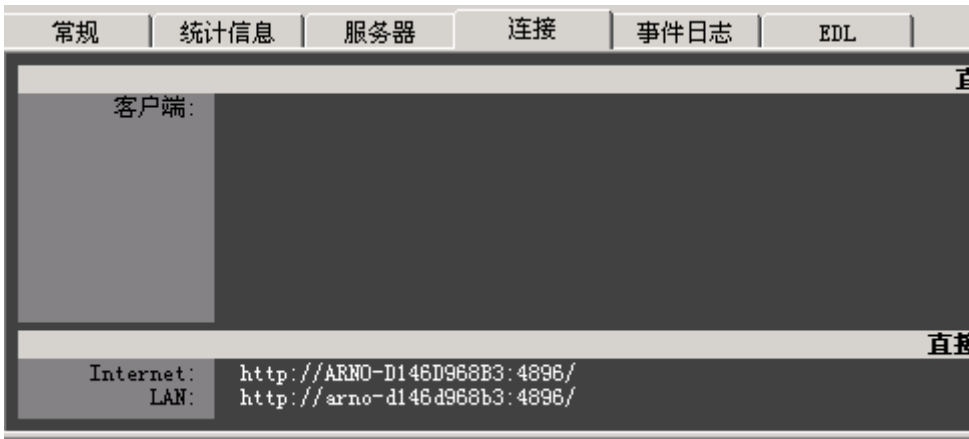 常规 统计信息 服务器 连接 事件日志 EDL
客户端:
直
Internet: http://ARNO-D146D968B3:4896/
LAN: http://arno-d146d968b3:4896/